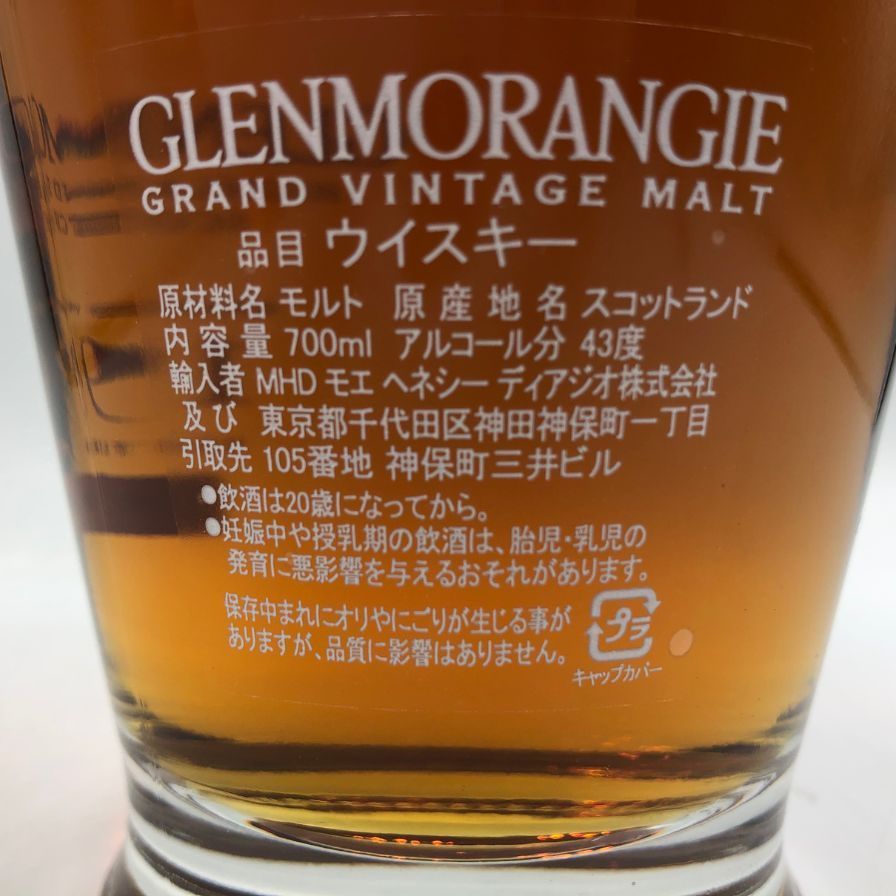 GLENMORANGIE
GRAND VINTAGE MALT
品目 ウイスキー
原材料名 モルト 原産地名 スコットランド
内容量 700ml アルコール分 43度
輸入者 MHD モエ ヘネシー ディアジオ株式会社
及び 東京都千代田区神田神保町一丁目
引取先 105番地 神保町三井ビル
●飲酒は20歳になってから。
●妊娠中や授乳期の飲酒は、胎児・乳児の
発育に悪影響を与えるおそれがあります。
保存中まれにオリやにごりが生じる事が
ありますが、品質に影響はありません。
プラ
キャップカバー